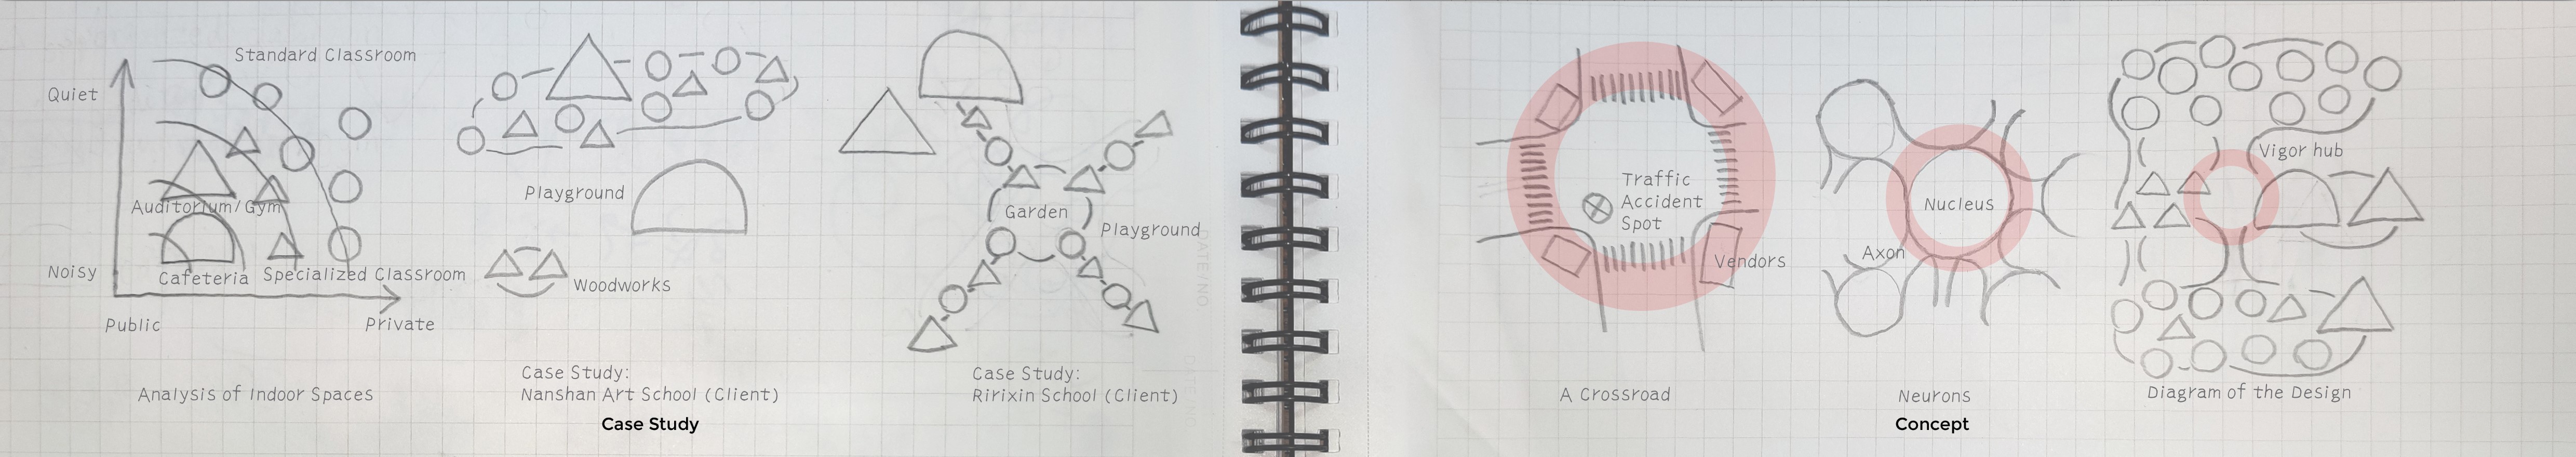 Standard Classroom
Quiet
Auditorium/Gym
Noisy
Cafeteria
Specialized Classroom
Public
Private
Analysis of Indoor Spaces
Playground
Woodworks
Case Study:
Nanshan Art School (Client)
Garden
Playground
Case Study:
Ririxin School (Client)
Case Study
DATE/NO.
Traffic
Accident
Spot
Vendors
A Crossroad
Nucleus
Axon
Neurons
Vigor hub
Diagram of the Design
Concept